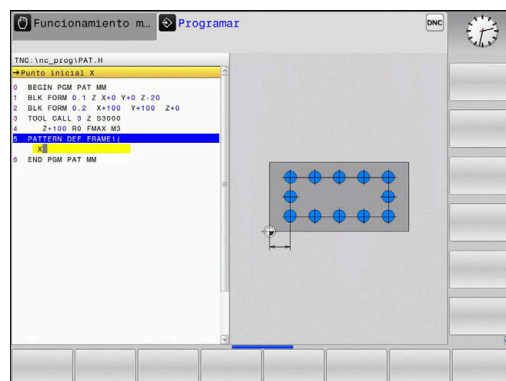 Funcionamiento m…
Programar
DNC
TNC:\nc_prog\PAT.H
→Punto inicial X
0 BEGIN PGM PAT MM
1 BLK FORM 0.1 Z X+0 Y+0 Z-20
2 BLK FORM 0.2 X+100 Y+100 Z+0
3 TOOL CALL 3 Z S3000
4 Z+100 R0 FMAX M3
5 PATTERN DEF FRAME1(
X
6 END PGM PAT MM